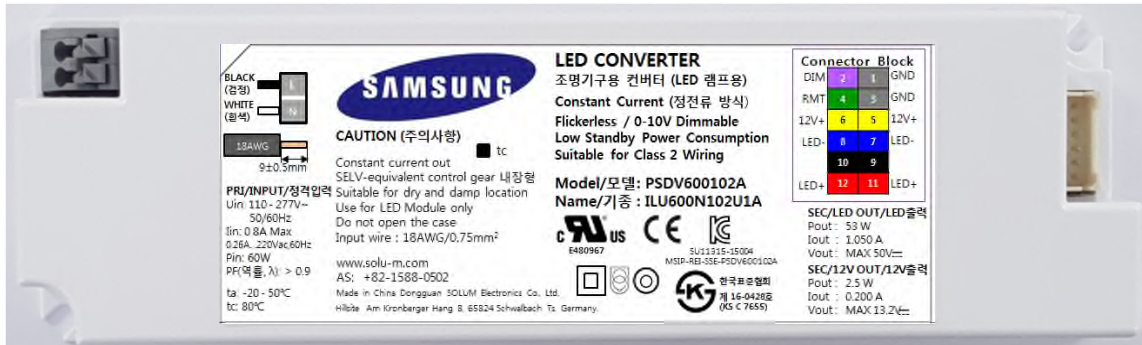 BLACK
(검정)
L
WHITE
(흰색)
N
18AWG
9±0.5mm
PRI/INPUT/정격입력
Uin: 110 - 277V~
50/60Hz
Iin: 0.8A Max
0.26A, 220Vac,60Hz
Pin: 60W
PF(역률, λ): > 0.9
ta: -20 - 50℃
tc: 80℃
SAMSUNG
CAUTION (주의사항)
tc
Constant current out
SELV-equivalent control gear 내장형
Suitable for dry and damp location
Use for LED Module only
Do not open the case
Input wire : 18AWG/0.75mm²
www.solu-m.com
AS: +82-1588-0502
Made in China Dongguan SOLUM Electronics Co., Ltd.
Hillsite Am Kronberger Hang 8, 65824 Schwalbach Ts. Germany.
LED CONVERTER
조명기구용 컨버터 (LED 램프용)
Constant Current (정전류 방식)
Flickerless / 0-10V Dimmable
Low Standby Power Consumption
Suitable for Class 2 Wiring
Model/모델: PSDV600102A
Name/기종 : ILU600N102U1A
c RU US CE
E480967
SU11315-15004
MSIP-REI-SSE-PSDV600102A
한국표준협회
제 16-0428호
(KS C 7655)
Connector Block
DIM 2 1 GND
RMT 4 3 GND
12V+ 6 5 12V+
LED- 8 7 LED-
10 9
LED+ 12 11 LED+
SEC/LED OUT/LED출력
Pout : 53 W
Iout : 1.050 A
Vout : MAX 50V⎓
SEC/12V OUT/12V출력
Pout : 2.5 W
Iout : 0.200 A
Vout : MAX 13.2V⎓